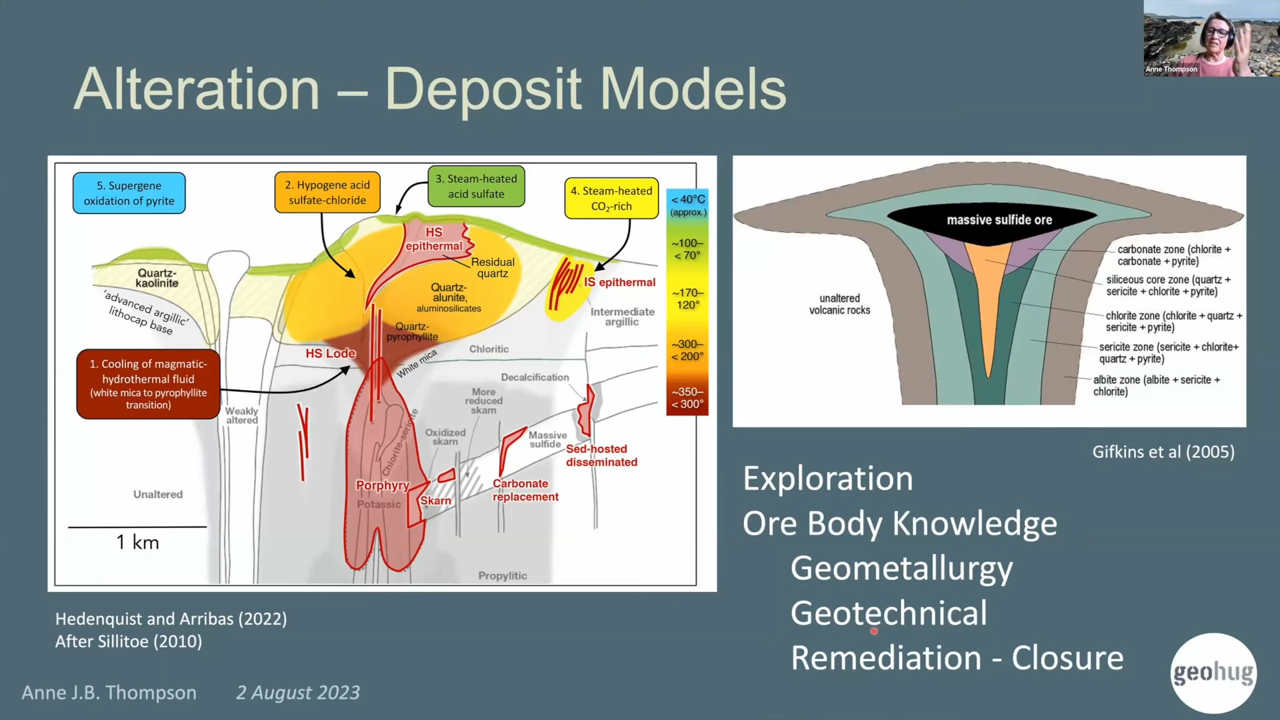 Anne Thompson
Alteration – Deposit Models
5. Supergene
oxidation of pyrite
2. Hypogene acid
sulfate-chloride
3. Steam-heated
acid sulfate
4. Steam-heated
CO₂-rich
< 40°C
(approx.)
~100–
< 70°
~170–
120°
~300–
< 200°
~350–
< 300°
HS
epithermal
Residual
quartz
Quartz-
kaolinite
'advanced argillic'
lithocap base
Quartz-
alunite,
aluminosilicates
IS epithermal
Intermediate
argillic
Quartz-
pyrophyllite
HS Lode
White mica
Chloritic
1. Cooling of magmatic-
hydrothermal fluid
(white mica to pyrophyllite
transition)
Weakly
altered
Decalcification
More
reduced
skarn
Chlorite-sericite
Oxidized
skarn
Massive
sulfide
Sed-hosted
disseminated
Porphyry
Potassic
Skarn
Carbonate
replacement
Unaltered
1 km
Propylitic
Hedenquist and Arribas (2022)
After Sillitoe (2010)
massive sulfide ore
unaltered
volcanic rocks
carbonate zone (chlorite +
carbonate + pyrite)
siliceous core zone (quartz +
sericite + chlorite + pyrite)
chlorite zone (chlorite + quartz +
sericite + pyrite)
sericite zone (sericite + chlorite+
quartz + pyrite)
albite zone (albite + sericite +
chlorite)
Gifkins et al (2005)
Exploration
Ore Body Knowledge
Geometallurgy
Geotechnical
Remediation - Closure
Anne J.B. Thompson
2 August 2023
geohug